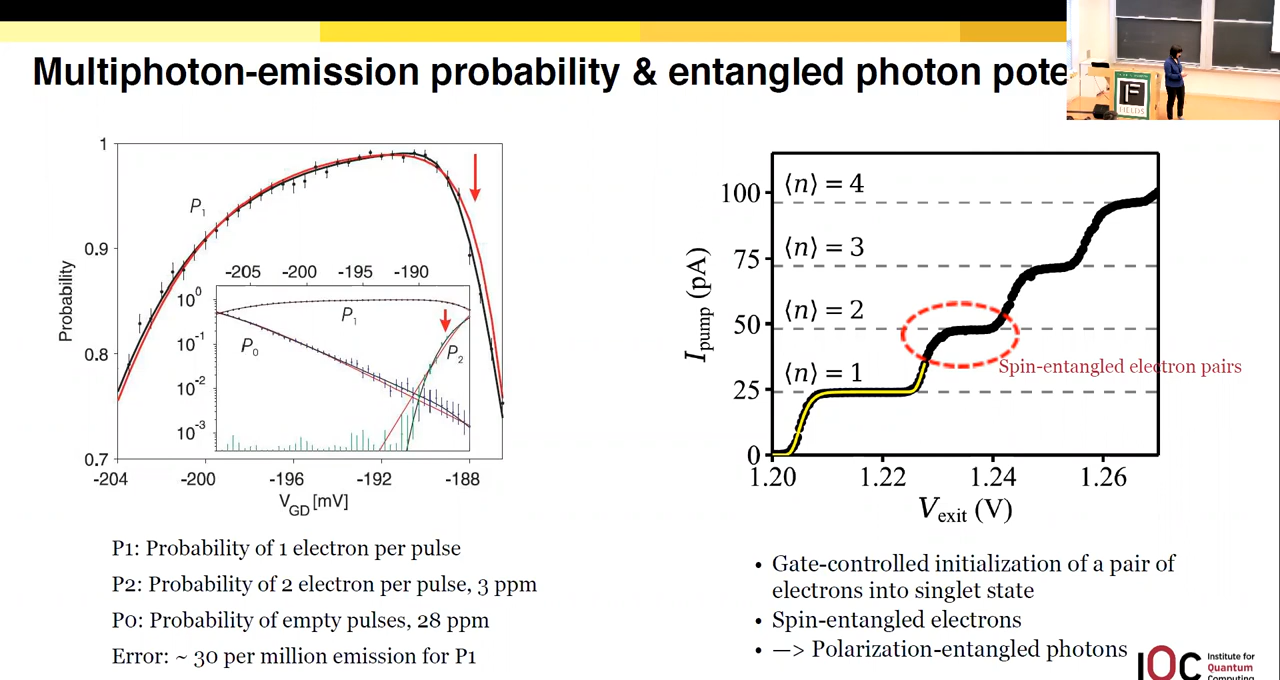 Multiphoton-emission probability & entangled photon pote
F
FIELDS
1
0.9
0.8
0.7
Probability
P1
-205 -200 -195 -190
10^0
10^-1
10^-2
10^-3
P1
P0
P2
-204 -200 -196 -192 -188
V_GD [mV]
P1: Probability of 1 electron per pulse
P2: Probability of 2 electron per pulse, 3 ppm
P0: Probability of empty pulses, 28 ppm
Error: ~ 30 per million emission for P1
100
75
50
25
0
I_pump (pA)
⟨n⟩ = 4
⟨n⟩ = 3
⟨n⟩ = 2
⟨n⟩ = 1
Spin-entangled electron pairs
1.20 1.22 1.24 1.26
V_exit (V)
• Gate-controlled initialization of a pair of
electrons into singlet state
• Spin-entangled electrons
• —> Polarization-entangled photons
IQC
Institute for
Quantum
Computing